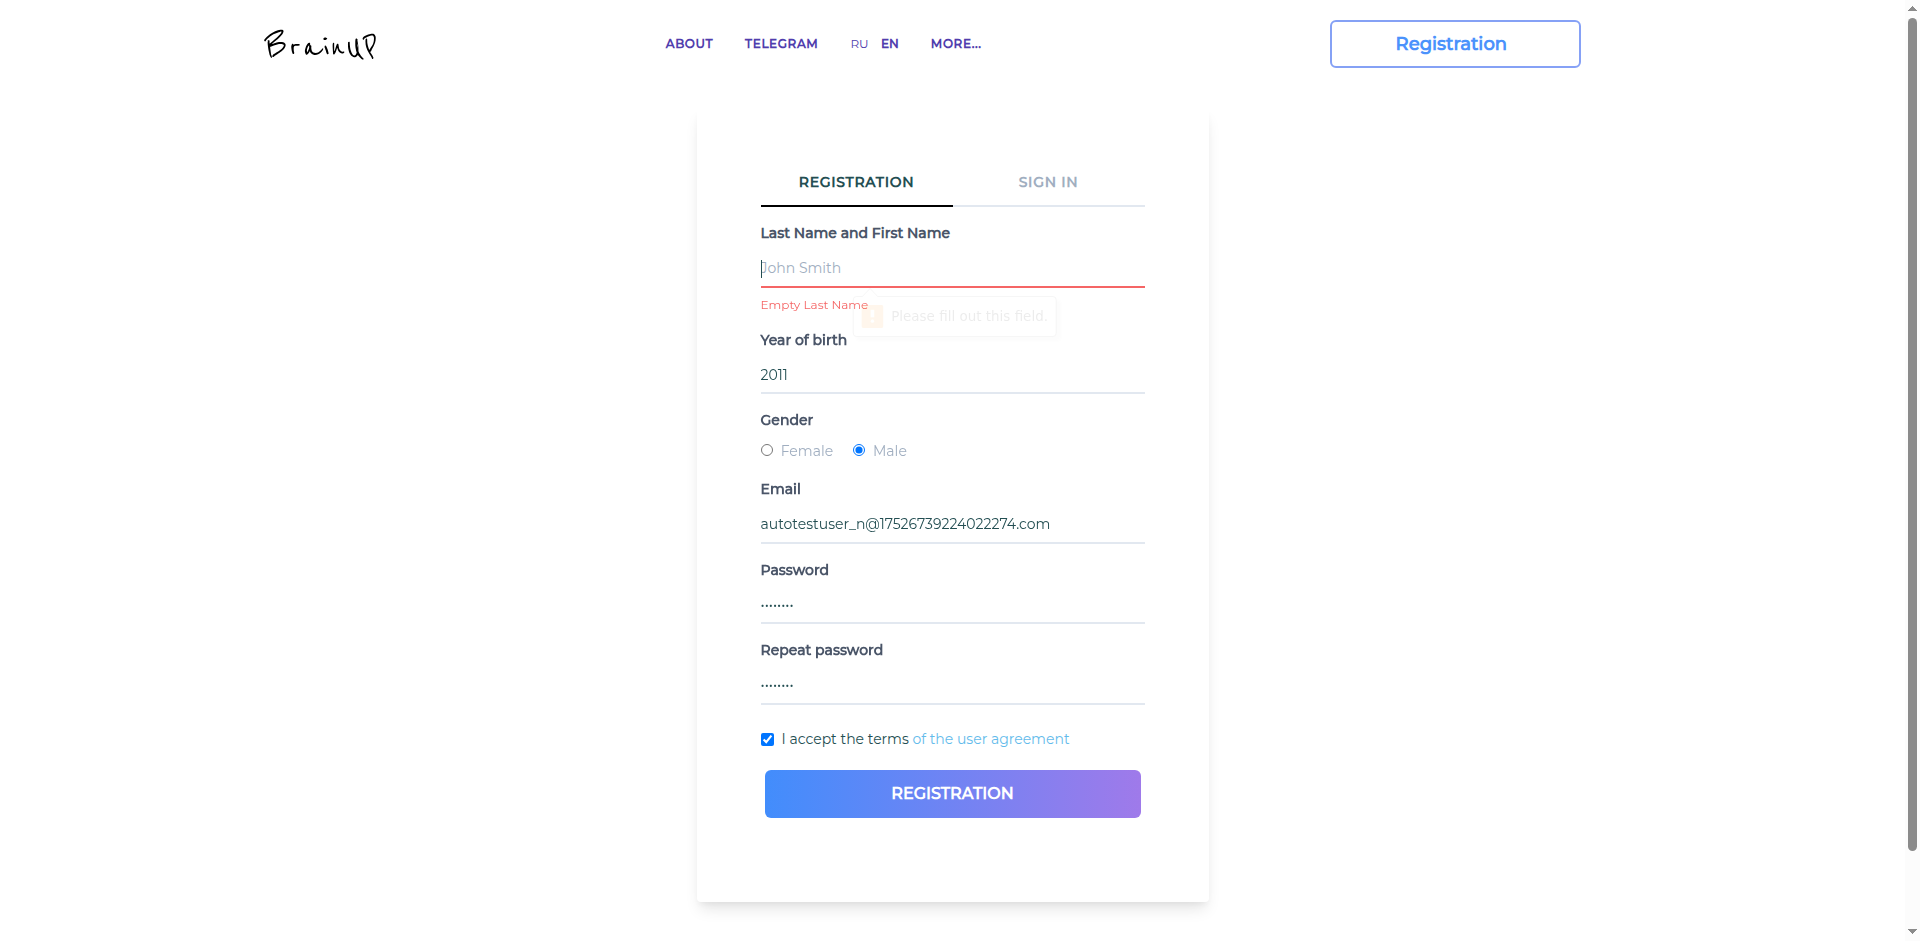 BrainUP
ABOUT TELEGRAM RU EN MORE... Registration
REGISTRATION SIGN IN
Last Name and First Name
John Smith
Empty Last Name
Please fill out this field.
Year of birth
2011
Gender
Female Male
Email
autotestuser_n@17526739224022274.com
Password
••••••••
Repeat password
••••••••
I accept the terms of the user agreement
REGISTRATION